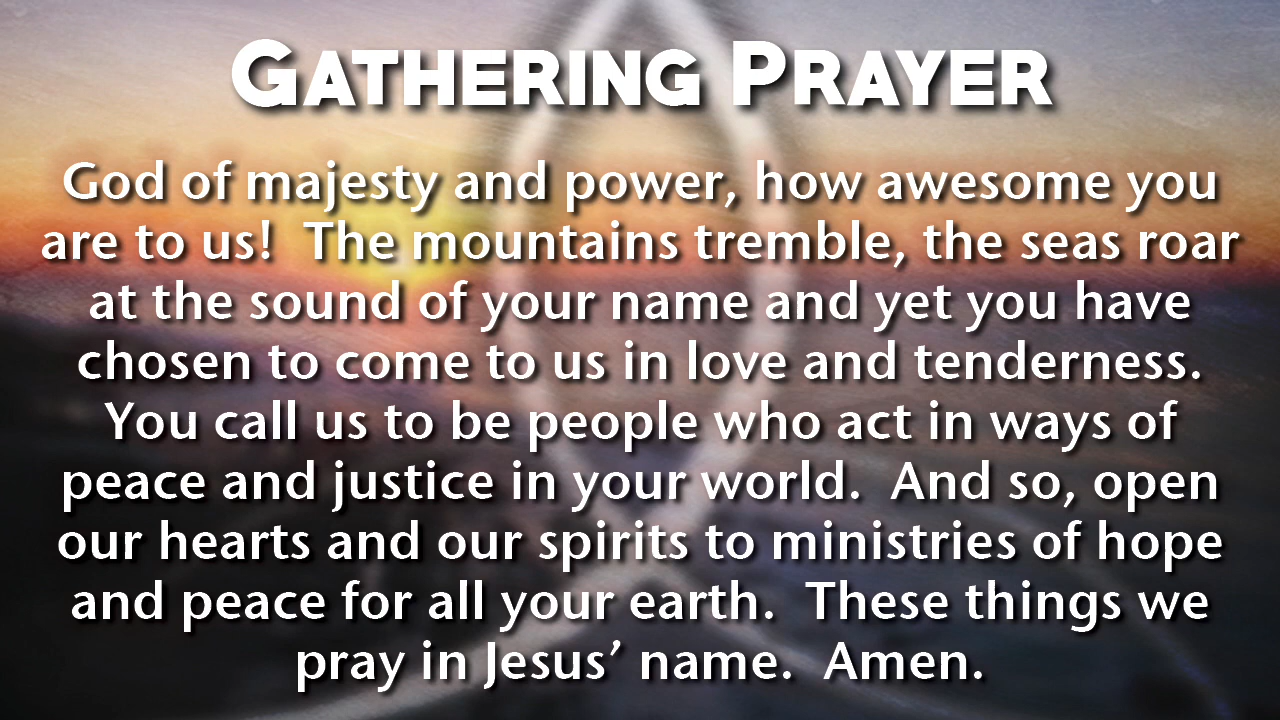 GATHERING PRAYER
God of majesty and power, how awesome you
are to us!  The mountains tremble, the seas roar
at the sound of your name and yet you have
chosen to come to us in love and tenderness.
You call us to be people who act in ways of
peace and justice in your world.  And so, open
our hearts and our spirits to ministries of hope
and peace for all your earth.  These things we
pray in Jesus’ name.  Amen.